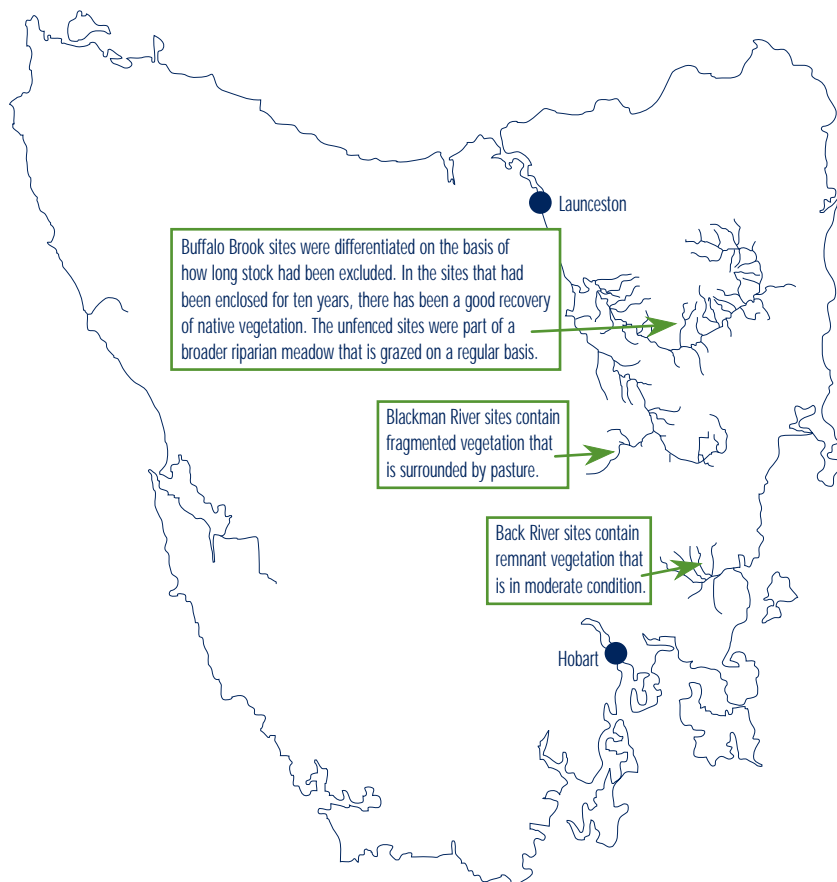 Launceston
Buffalo Brook sites were differentiated on the basis of
how long stock had been excluded. In the sites that had
been enclosed for ten years, there has been a good recovery
of native vegetation. The unfenced sites were part of a
broader riparian meadow that is grazed on a regular basis.
Blackman River sites contain
fragmented vegetation that
is surrounded by pasture.
Back River sites contain
remnant vegetation that
is in moderate condition.
Hobart